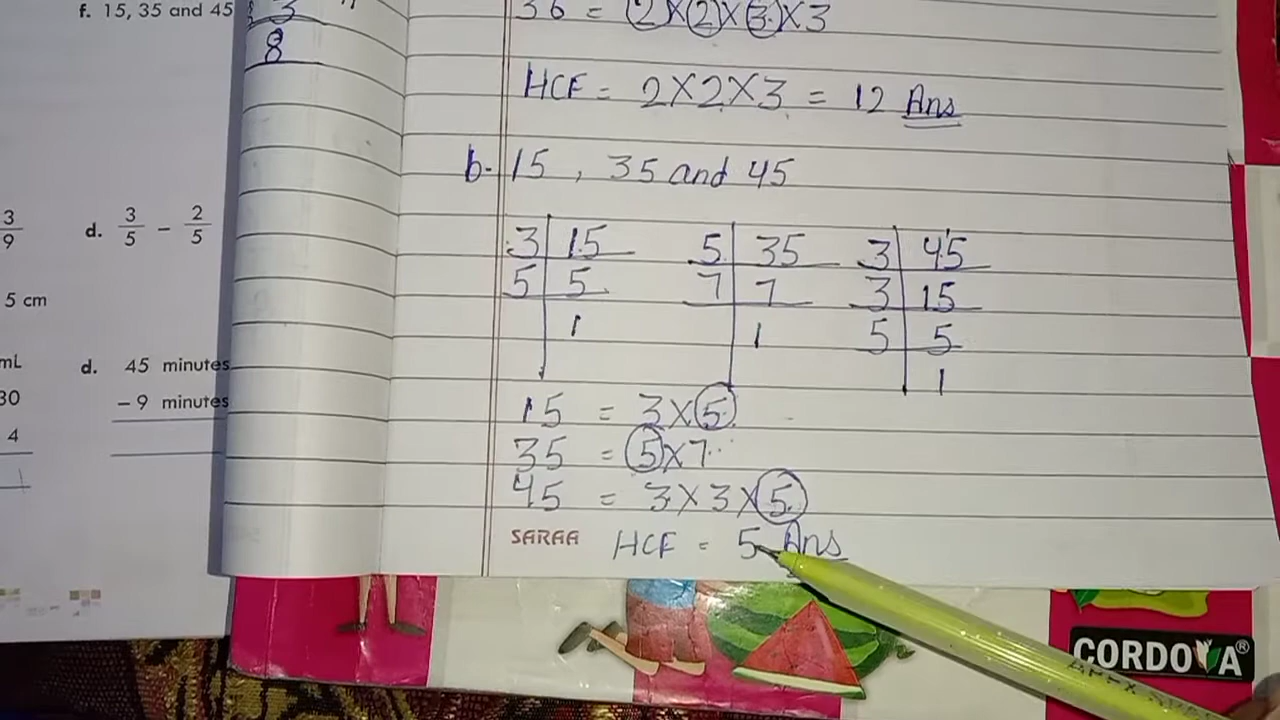 f. 15, 35 and 45
3
9
d. 3/5 - 2/5
5 cm
mL
30
4
d. 45 minutes
- 9 minutes
3
8
36 = 2×2×3×3
HCF = 2×2×3 = 12 Ans
b. 15, 35 and 45
3 | 15    5 | 35    3 | 45
5 | 5    7 | 7    3 | 15
1    1    5 | 5
1
15 = 3×5
35 = 5×7
45 = 3×3×5
SARAA HCF = 5 Ans
CORDOVA®